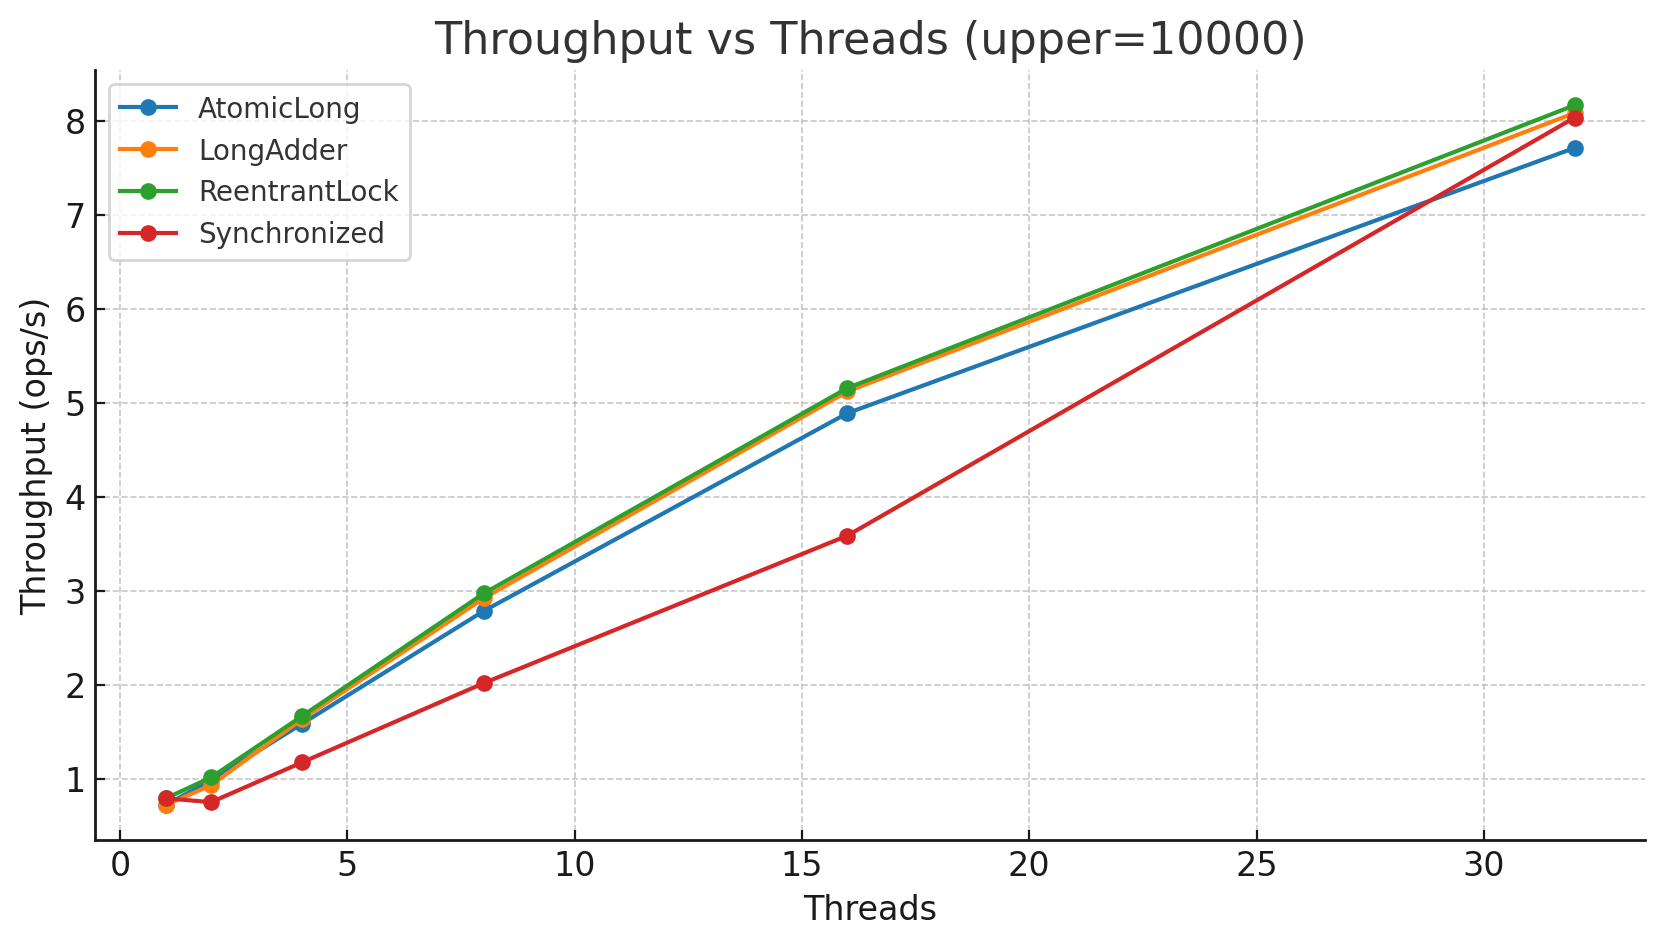 Throughput vs Threads (upper=10000)
AtomicLong
LongAdder
ReentrantLock
Synchronized
Throughput (ops/s)
8
7
6
5
4
3
2
1
0 5 10 15 20 25 30
Threads